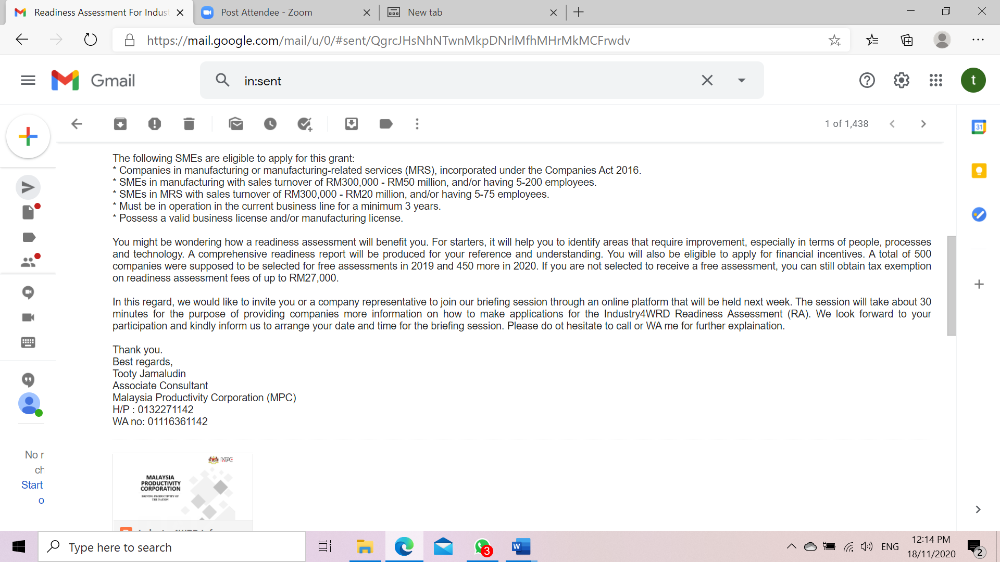 Readiness Assessment For Indust
Post Attendee - Zoom
New tab
https://mail.google.com/mail/u/0/#sent/QgrcJHsNhNTwnMkpDNrlMfhMHrMkMCFrwdv
Gmail
in:sent
t
1 of 1,438
31
The following SMEs are eligible to apply for this grant:
* Companies in manufacturing or manufacturing-related services (MRS), incorporated under the Companies Act 2016.
* SMEs in manufacturing with sales turnover of RM300,000 - RM50 million, and/or having 5-200 employees.
* SMEs in MRS with sales turnover of RM300,000 - RM20 million, and/or having 5-75 employees.
* Must be in operation in the current business line for a minimum 3 years.
* Possess a valid business license and/or manufacturing license.
You might be wondering how a readiness assessment will benefit you. For starters, it will help you to identify areas that require improvement, especially in terms of people, processes
and technology. A comprehensive readiness report will be produced for your reference and understanding. You will also be eligible to apply for financial incentives. A total of 500
companies were supposed to be selected for free assessments in 2019 and 450 more in 2020. If you are not selected to receive a free assessment, you can still obtain tax exemption
on readiness assessment fees of up to RM27,000.
In this regard, we would like to invite you or a company representative to join our briefing session through an online platform that will be held next week. The session will take about 30
minutes for the purpose of providing companies more information on how to make applications for the Industry4WRD Readiness Assessment (RA). We look forward to your
participation and kindly inform us to arrange your date and time for the briefing session. Please do ot hesitate to call or WA me for further explaination.
Thank you.
Best regards,
Tooty Jamaludin
Associate Consultant
Malaysia Productivity Corporation (MPC)
H/P : 0132271142
WA no: 01116361142
No r
ch
Start
o
MPC
MALAYSIA
PRODUCTIVITY
CORPORATION
DRIVING PRODUCTIVITY OF
THE NATION
Type here to search
3
W
ENG
12:14 PM
18/11/2020
2